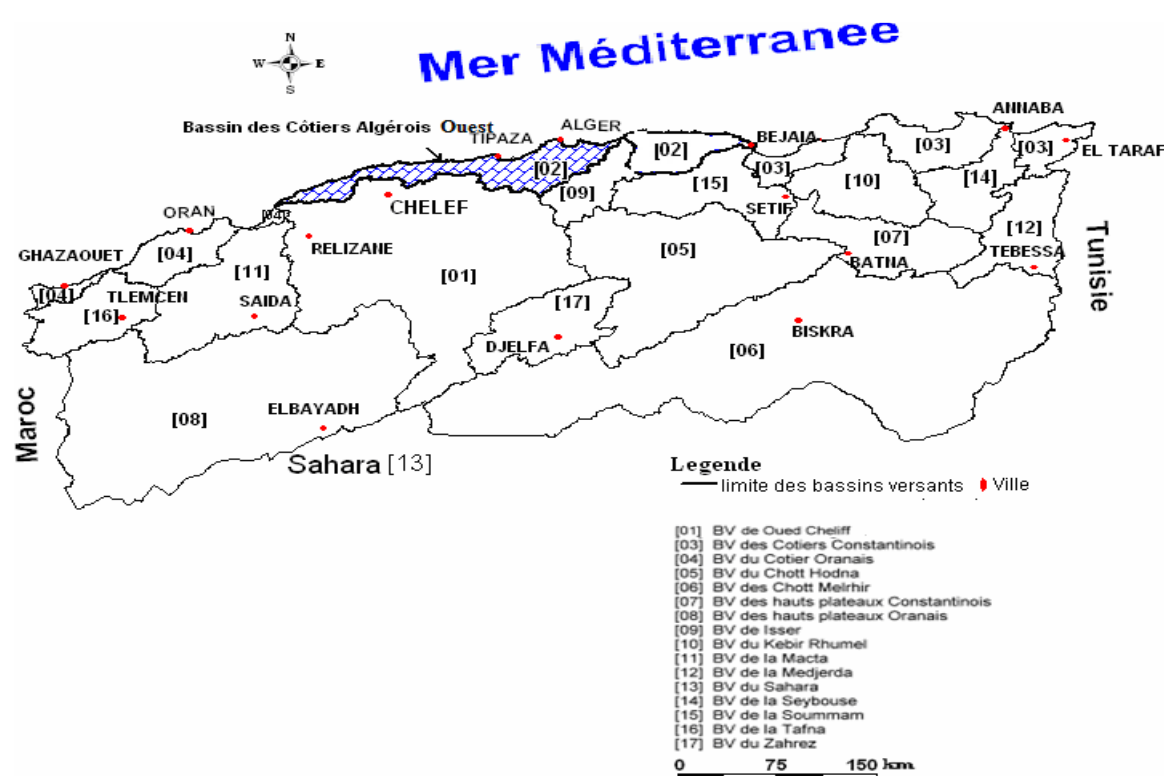 Mer Méditerranee
N
W E
S
Bassin des Côtiers Algérois Ouest
ANNABA
ALGER
TIPAZA
BEJAIA
[02]
[03]
[03]
EL TARAF
[02]
[03]
[15]
[10]
[14]
[09]
CHELEF
SETIF
ORAN
[04]
RELIZANE
[12]
[07]
[05]
GHAZAOUET
[04]
[11]
[01]
BATNA
TEBESSA
Tunisie
[04]
TLEMCEN
[16]
SAIDA
[17]
BISKRA
DJELFA
[06]
Maroc
[08]
ELBAYADH
Sahara [13]
Legende
limite des bassins versants Ville
[01] BV de Oued Cheliff
[03] BV des Cotiers Constantinois
[04] BV du Cotier Oranais
[05] BV du Chott Hodna
[06] BV des Chott Melrhir
[07] BV des hauts plateaux Constantinois
[08] BV des hauts plateaux Oranais
[09] BV de Isser
[10] BV du Kebir Rhumel
[11] BV de la Macta
[12] BV de la Medjerda
[13] BV du Sahara
[14] BV de la Seybouse
[15] BV de la Soummam
[16] BV de la Tafna
[17] BV du Zahrez
0 75 150 km